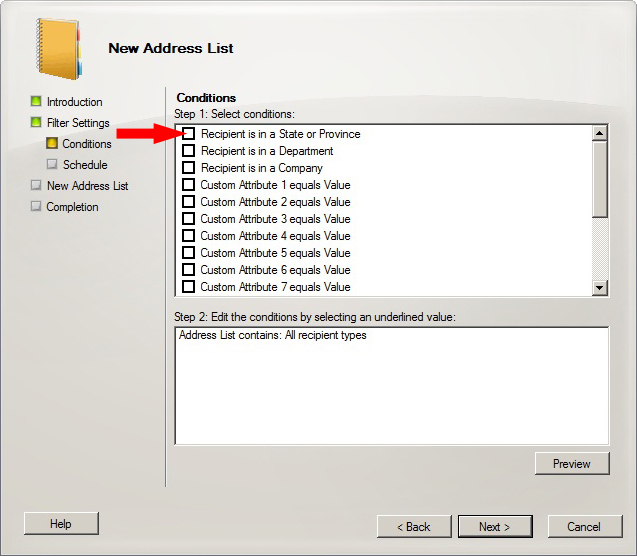 New Address List
Introduction
Filter Settings
Conditions
Schedule
New Address List
Completion
Conditions
Step 1: Select conditions:
Recipient is in a State or Province
Recipient is in a Department
Recipient is in a Company
Custom Attribute 1 equals Value
Custom Attribute 2 equals Value
Custom Attribute 3 equals Value
Custom Attribute 4 equals Value
Custom Attribute 5 equals Value
Custom Attribute 6 equals Value
Custom Attribute 7 equals Value
Step 2: Edit the conditions by selecting an underlined value:
Address List contains: All recipient types
Preview
Help
< Back
Next >
Cancel